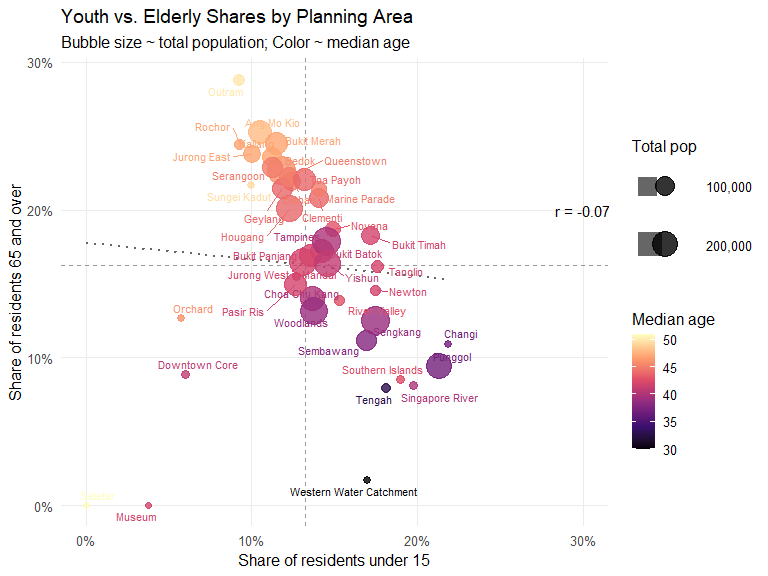 Youth vs. Elderly Shares by Planning Area
Bubble size ~ total population; Color ~ median age
30%
20%
10%
0%
Share of residents 65 and over
Outram
Ang Mo Kio
Rochor
Bukit Merah
Jurong East
Bedok
Queenstown
Serangoon
Toa Payoh
Sungei Kadut
Marine Parade
Geylang
Clementi
Novena
Hougang
Tampines
Bukit Timah
Bukit Panjang
Bukit Batok
Tanglin
Jurong West
Yishun
Choa Chu Kang
Newton
Orchard
Pasir Ris
River Valley
Woodlands
Sengkang
Changi
Sembawang
Punggol
Downtown Core
Southern Islands
Tengah
Singapore River
Western Water Catchment
Museum
r = -0.07
0%
10%
20%
30%
Share of residents under 15
Total pop
100,000
200,000
Median age
50
45
40
35
30